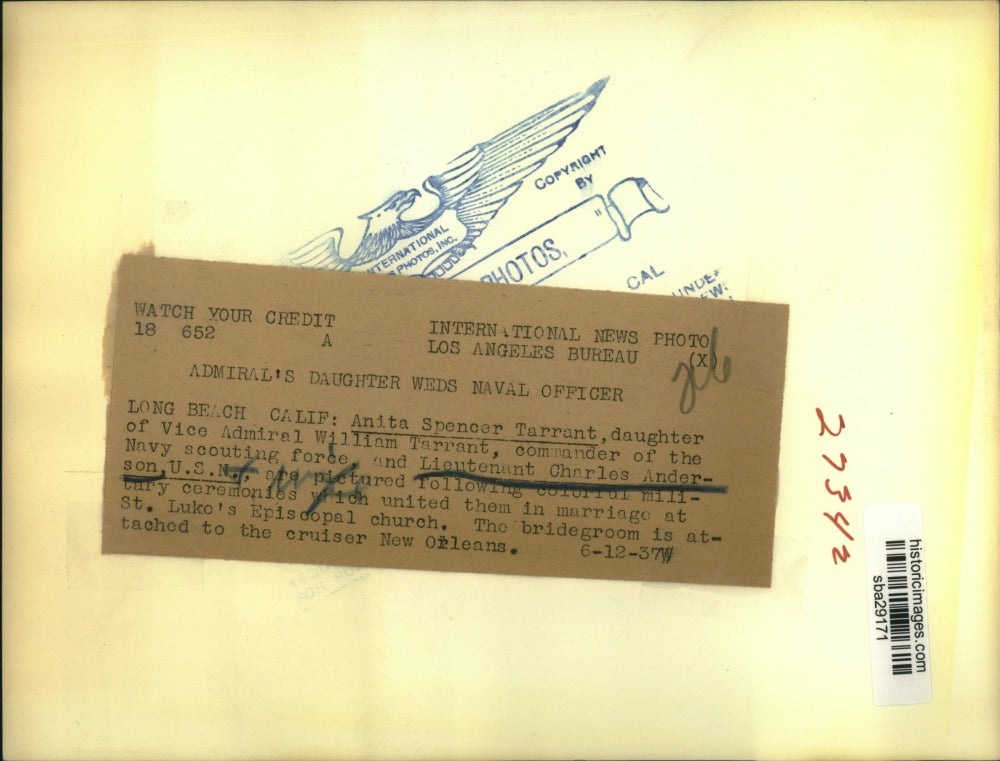 COPYRIGHT
BY
INTERNATIONAL
PHOTOS, INC.
PHOTOS,
CAL
WATCH YOUR CREDIT
18 652 A
INTERNATIONAL NEWS PHOTO
LOS ANGELES BUREAU (X)
ADMIRAL'S DAUGHTER WEDS NAVAL OFFICER
LONG BEACH CALIF: Anita Spencer Tarrant, daughter
of Vice Admiral William Tarrant, commander of the
Navy scouting force, and Lieutenant Charles Ander-
son, U.S.N., are pictured following colorful mili-
tary ceremonies which united them in marriage at
St. Luke's Episcopal church. The bridegroom is at-
tached to the cruiser New Orleans. 6-12-37W
+ wife
27342
historicimages.com
sba29171